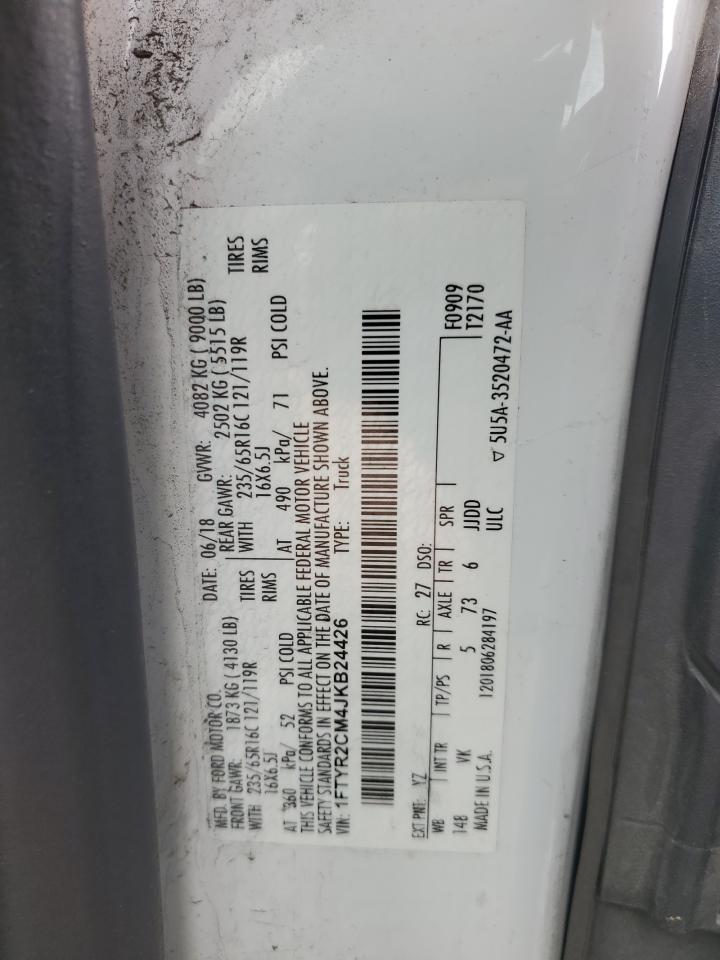 MFD. BY FORD MOTOR CO.
DATE: 06/18 GVWR: 4082 KG ( 9000 LB)
FRONT GAWR: 1873 KG ( 4130 LB)
REAR GAWR: 2502 KG ( 5515 LB)
WITH 235/65R16C 121/119R TIRES
WITH 235/65R16C 121/119R TIRES
16X6.5J RIMS
16X6.5J RIMS
AT 360 kPa/ 52 PSI COLD
AT 490 kPa/ 71 PSI COLD
THIS VEHICLE CONFORMS TO ALL APPLICABLE FEDERAL MOTOR VEHICLE
SAFETY STANDARDS IN EFFECT ON THE DATE OF MANUFACTURE SHOWN ABOVE.
VIN: 1FTYR2CM4JKB24426
TYPE: Truck
EXT PNT: YZ RC: 27 DSO:
WB INT TR TP/PS R AXLE TR SPR F0909
148 VK 5 73 6 JJDD T2170
MADE IN U.S.A. 1201806284197 ULC ▽ 5U5A-3520472-AA